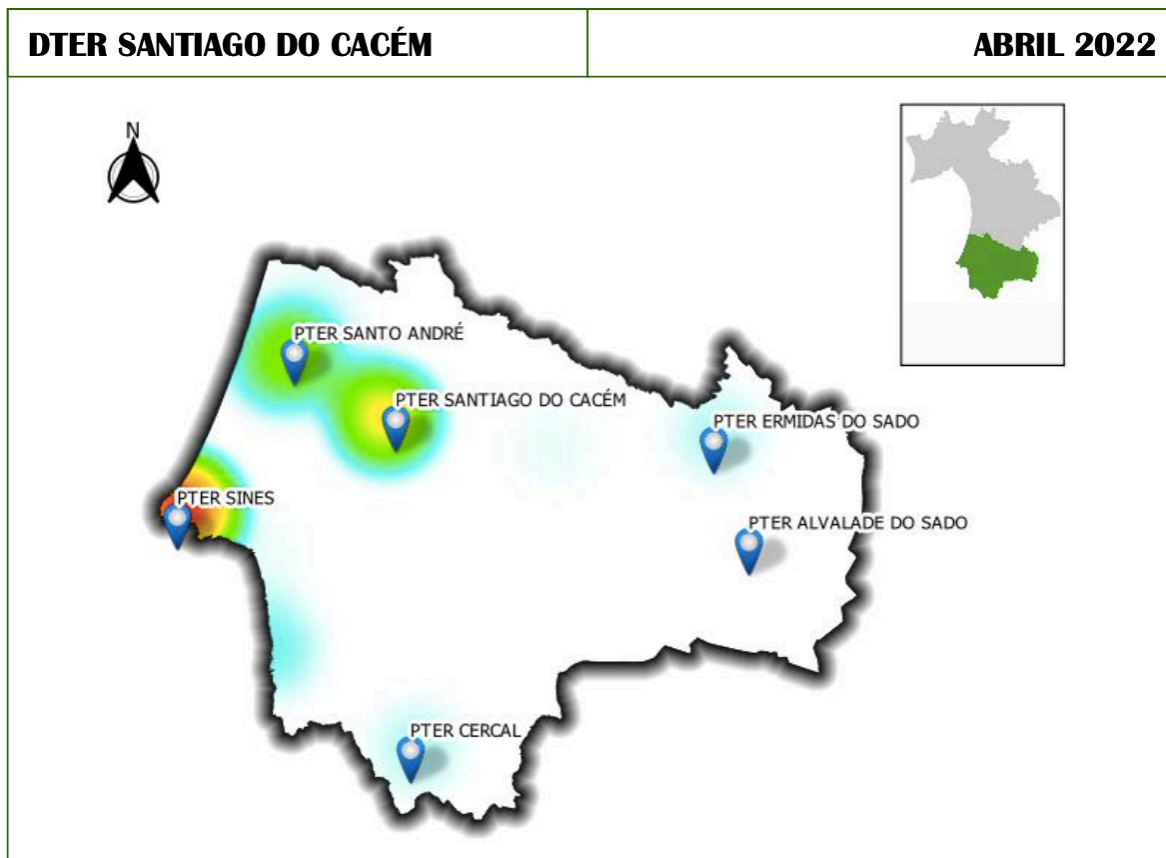 DTER SANTIAGO DO CACÉM
ABRIL 2022
N
PTER SANTO ANDRÉ
PTER SANTIAGO DO CACÉM
PTER ERMIDAS DO SADO
PTER SINES
PTER ALVALADE DO SADO
PTER CERCAL